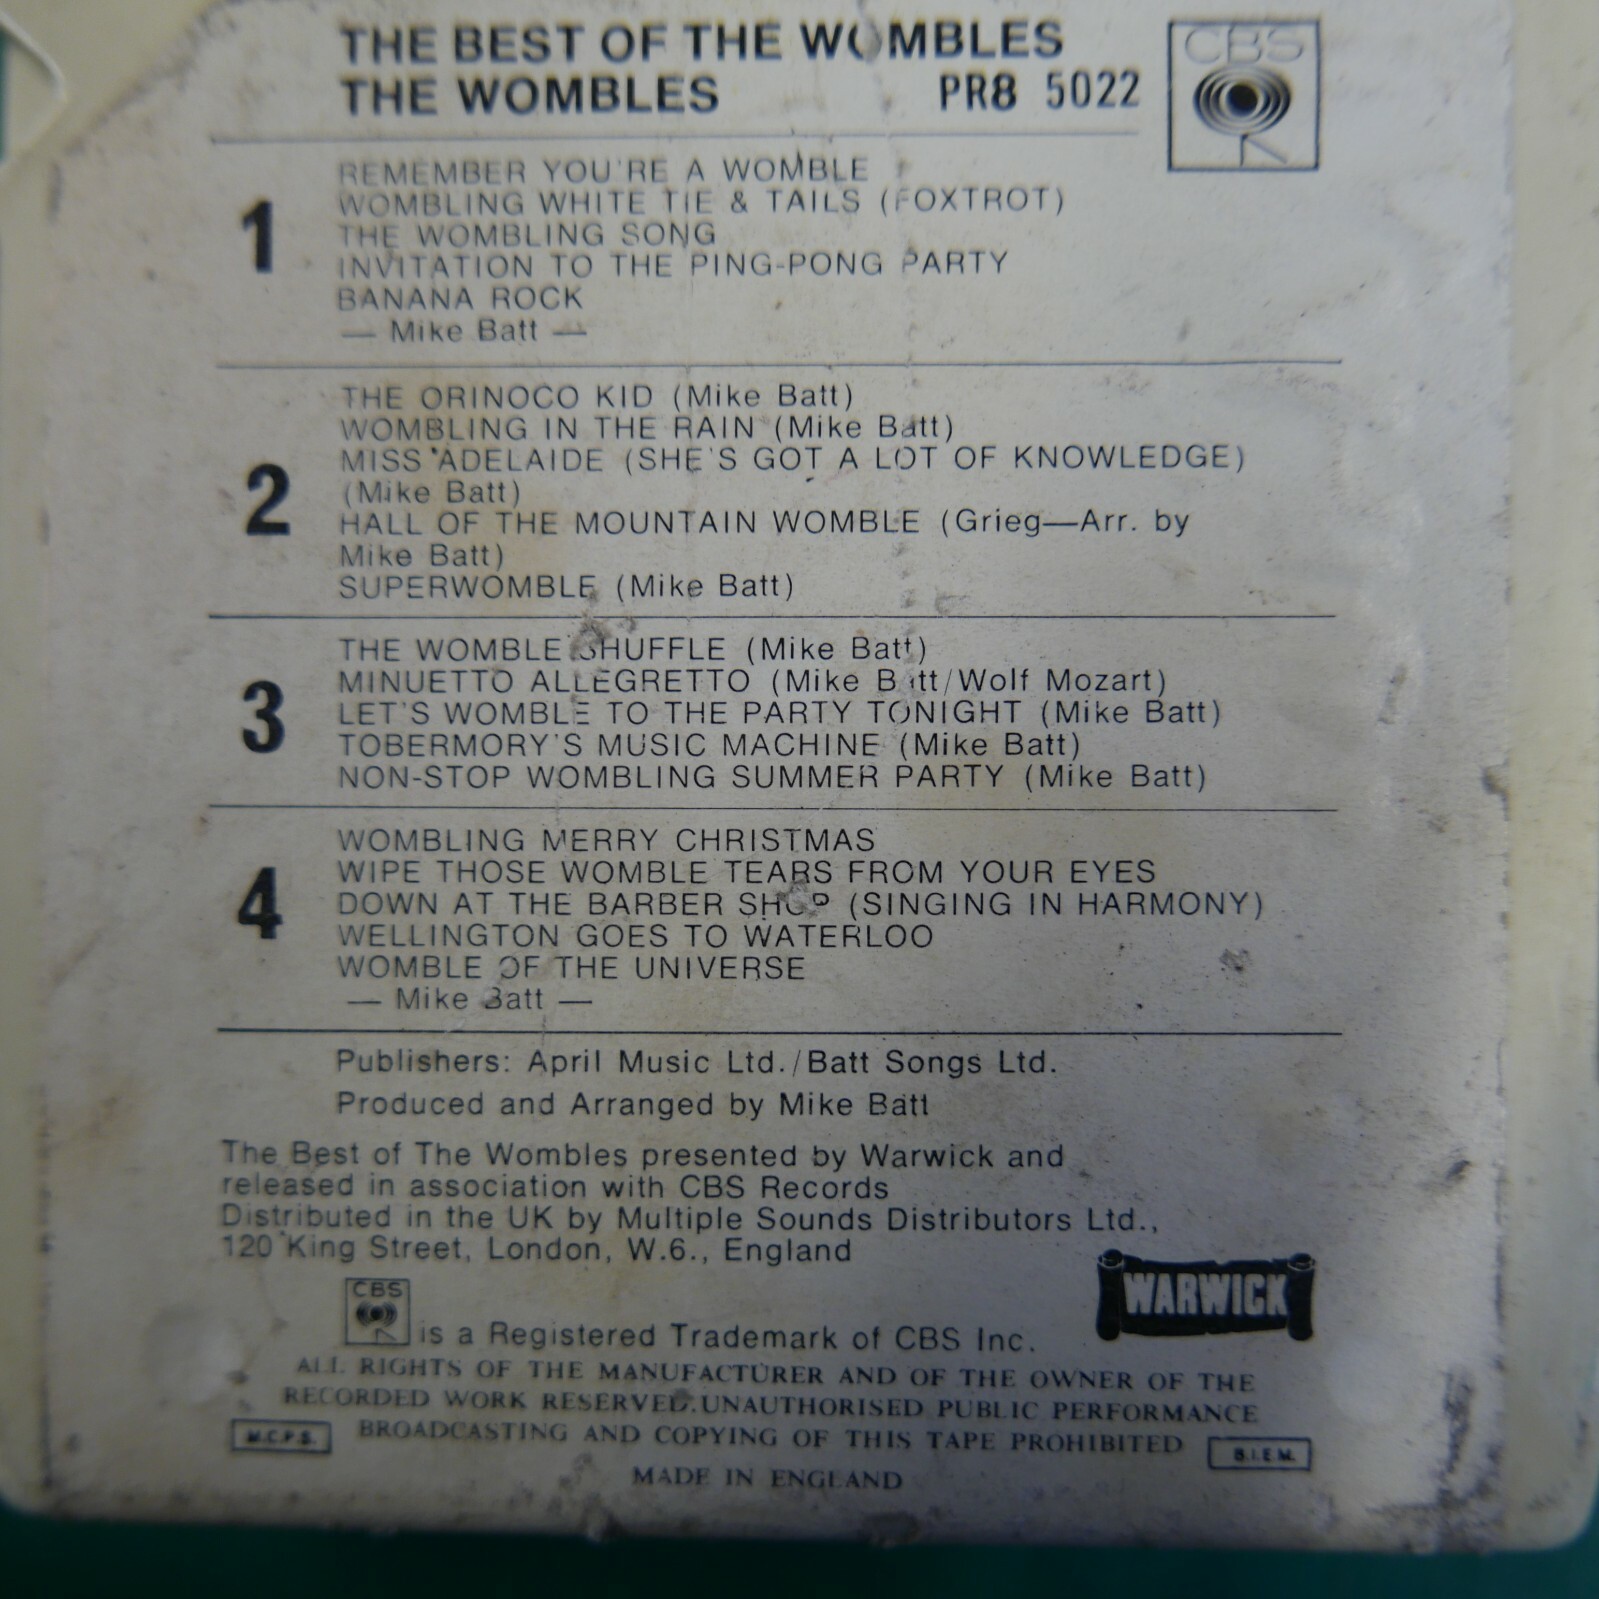 THE BEST OF THE WOMBLES
THE WOMBLES PR8 5022
CBS
1
REMEMBER YOU'RE A WOMBLE
WOMBLING WHITE TIE & TAILS (FOXTROT)
THE WOMBLING SONG
INVITATION TO THE PING-PONG PARTY
BANANA ROCK
— Mike Batt —
2
THE ORINOCO KID (Mike Batt)
WOMBLING IN THE RAIN (Mike Batt)
MISS ADELAIDE (SHE'S GOT A LOT OF KNOWLEDGE)
(Mike Batt)
HALL OF THE MOUNTAIN WOMBLE (Grieg—Arr. by
Mike Batt)
SUPERWOMBLE (Mike Batt)
3
THE WOMBLE SHUFFLE (Mike Batt)
MINUETTO ALLEGRETTO (Mike Batt/Wolf Mozart)
LET'S WOMBLE TO THE PARTY TONIGHT (Mike Batt)
TOBERMORY'S MUSIC MACHINE (Mike Batt)
NON-STOP WOMBLING SUMMER PARTY (Mike Batt)
4
WOMBLING MERRY CHRISTMAS
WIPE THOSE WOMBLE TEARS FROM YOUR EYES
DOWN AT THE BARBER SHOP (SINGING IN HARMONY)
WELLINGTON GOES TO WATERLOO
WOMBLE OF THE UNIVERSE
— Mike Batt —
Publishers: April Music Ltd./Batt Songs Ltd.
Produced and Arranged by Mike Batt
The Best of The Wombles presented by Warwick and
released in association with CBS Records
Distributed in the UK by Multiple Sounds Distributors Ltd.,
120 King Street, London, W.6., England
WARWICK
CBS
is a Registered Trademark of CBS Inc.
ALL RIGHTS OF THE MANUFACTURER AND OF THE OWNER OF THE
RECORDED WORK RESERVED.UNAUTHORISED PUBLIC PERFORMANCE
M.C.P.S. BROADCASTING AND COPYING OF THIS TAPE PROHIBITED B.I.E.M.
MADE IN ENGLAND